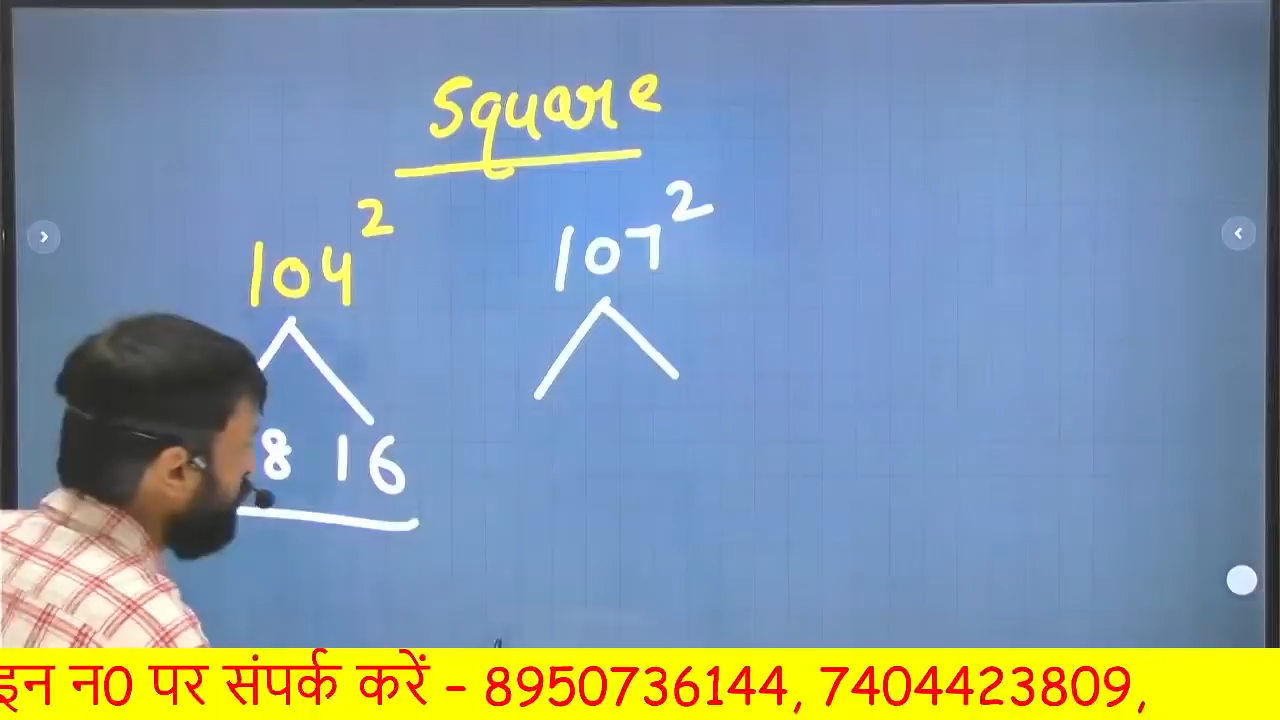 Square
104² 107²
8 16
इन न0 पर संपर्क करें - 8950736144, 7404423809,